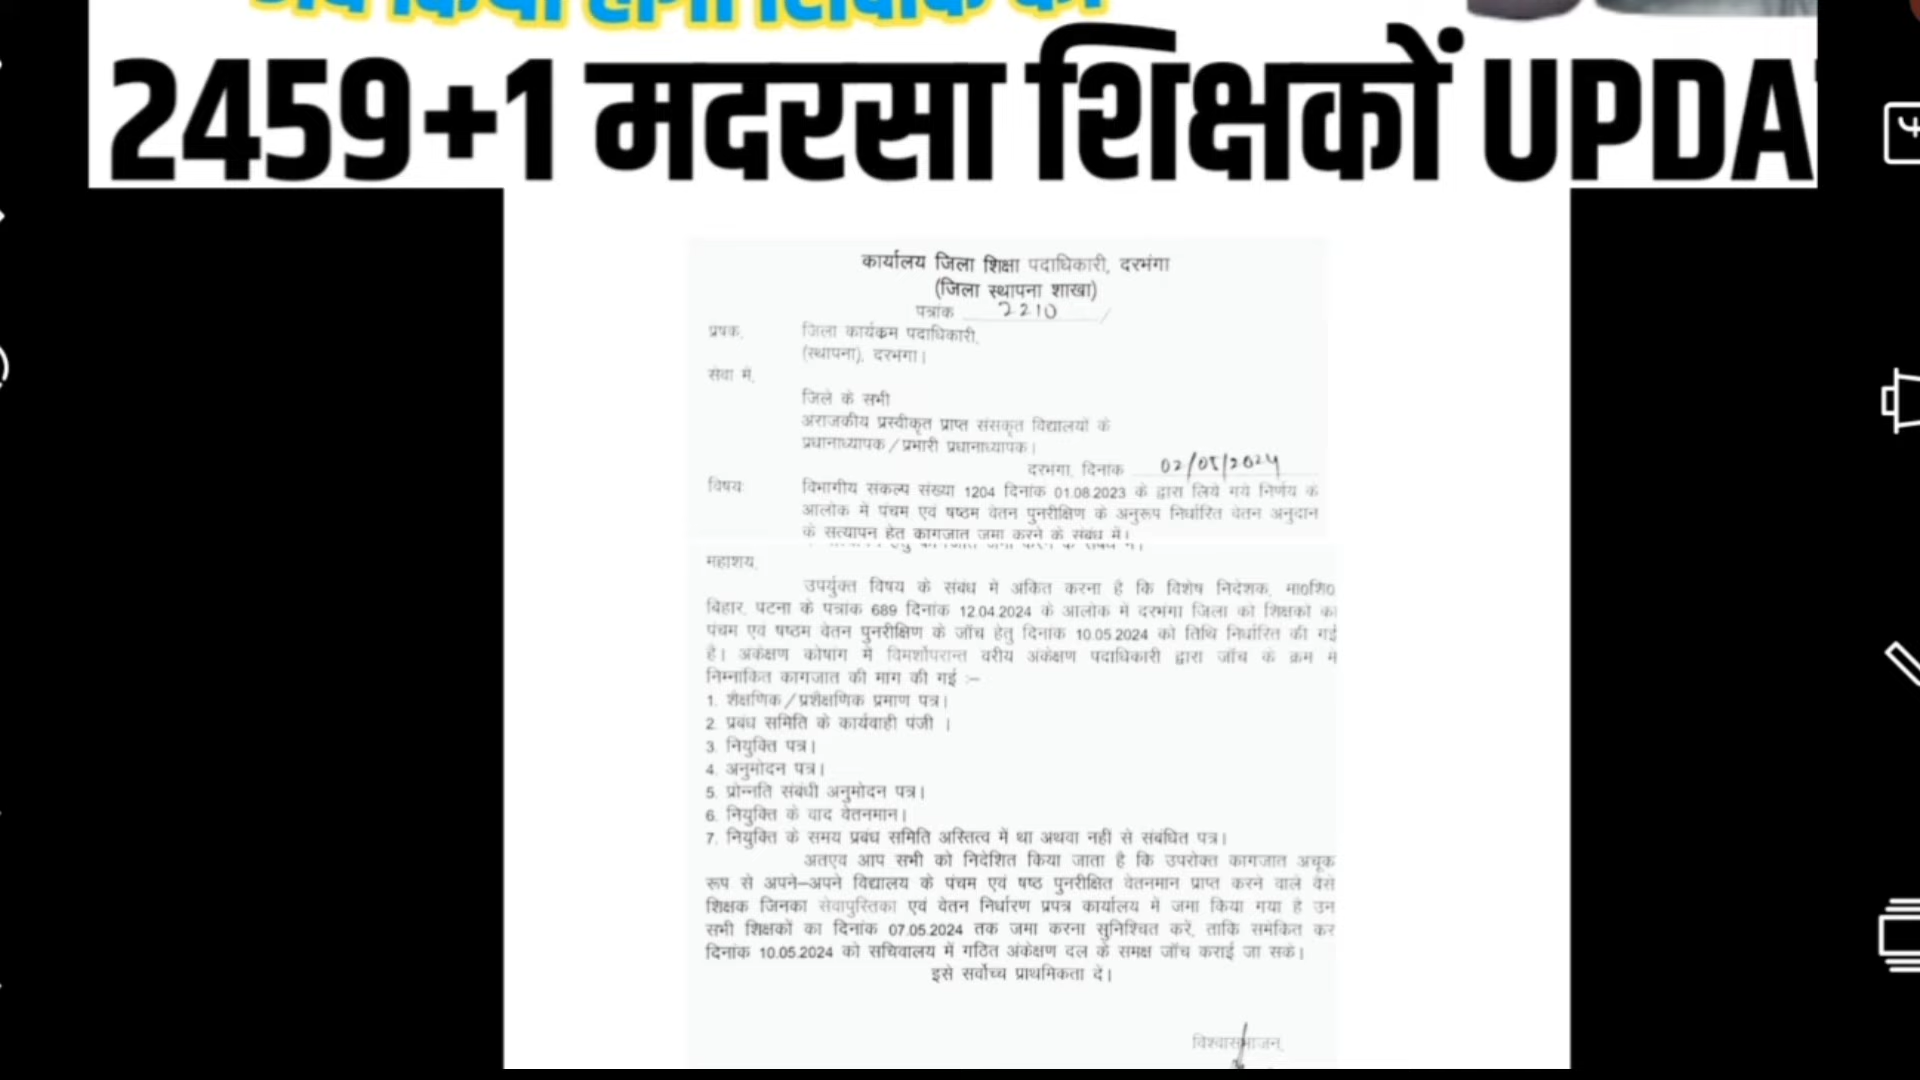 2459+1 मदरसा शिक्षकों UPDA
कार्यालय जिला शिक्षा पदाधिकारी, दरभंगा
(जिला स्थापना शाखा)
पत्रांक 2210/
प्रषक,
जिला कार्यक्रम पदाधिकारी,
(स्थापना), दरभंगा।
सेवा में,
जिले के सभी
अराजकीय प्रस्वीकृत प्राप्त संसकृत विद्यालयों के
प्रधानाध्यापक/प्रभारी प्रधानाध्यापक।
दरभंगा, दिनांक 02/05/2024
विषय: विभागीय संकल्प संख्या 1204 दिनांक 01.08.2023 के द्वारा लिये गये निर्णय के
आलोक में पंचम एवं षष्ठम वेतन पुनरीक्षिण के अनुरूप निर्धारित वेतन अनुदान
के सत्यापन हेतु कागजात जमा करने के संबंध में।
महाशय,
उपर्युक्त विषय के संबंध मे अंकित करना है कि विशेष निदेशक, मा0शि0
बिहार, पटना के पत्रांक 689 दिनांक 12.04.2024 के आलोक में दरभंगा जिला को शिक्षको का
पंचम एवं षष्ठम वेतन पुनरीक्षिण के जाँच हेतु दिनांक 10.05.2024 को तिथि निर्धारित की गई
है। अंकेक्षण कोषांग में विमर्शोपरान्त वरीय अंकेक्षण पदाधिकारी द्वारा जाँच के क्रम में
निम्नांकित कागजात की मांग की गई :–
1. शैक्षणिक/प्रशैक्षणिक प्रमाण पत्र।
2. प्रबंध समिति के कार्यवाही पंजी ।
3. नियुक्ति पत्र।
4. अनुमोदन पत्र।
5. प्रोन्नति संबंधी अनुमोदन पत्र।
6. नियुक्ति के वाद वेतनमान।
7. नियुक्ति के समय प्रबंध समिति अस्तित्व में था अथवा नहीं से संबंधित पत्र।
अतएव आप सभी को निदेशित किया जाता है कि उपरोक्त कागजात अचूक
रूप से अपने–अपने विद्यालय के पंचम एवं षष्ठ पुनरीक्षित वेतनमान प्राप्त करने वाले वैसे
शिक्षक जिनका सेवापुस्तिका एवं वेतन निर्धारण प्रपत्र कार्यालय में जमा किया गया है उन
सभी शिक्षकों का दिनांक 07.05.2024 तक जमा करना सुनिश्चित करें, ताकि समेकित कर
दिनांक 10.05.2024 को सचिवालय में गठित अंकेक्षण दल के समक्ष जाँच कराई जा सके।
इसे सर्वोच्च प्राथमिकता दें।
विश्वासभाजन्